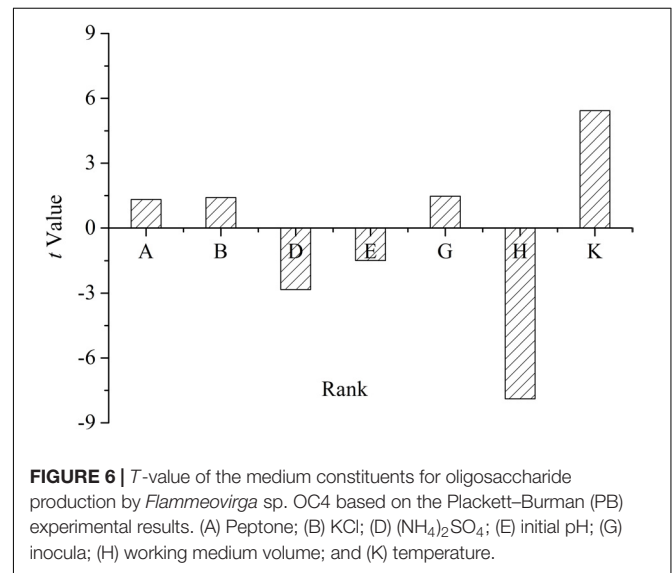 9
6
3
0
-3
-6
-9
t Value
A B D E G H K
Rank
FIGURE 6 | T-value of the medium constituents for oligosaccharide
production by Flammeovirga sp. OC4 based on the Plackett–Burman (PB)
experimental results. (A) Peptone; (B) KCl; (D) (NH4)2SO4; (E) initial pH; (G)
inocula; (H) working medium volume; and (K) temperature.